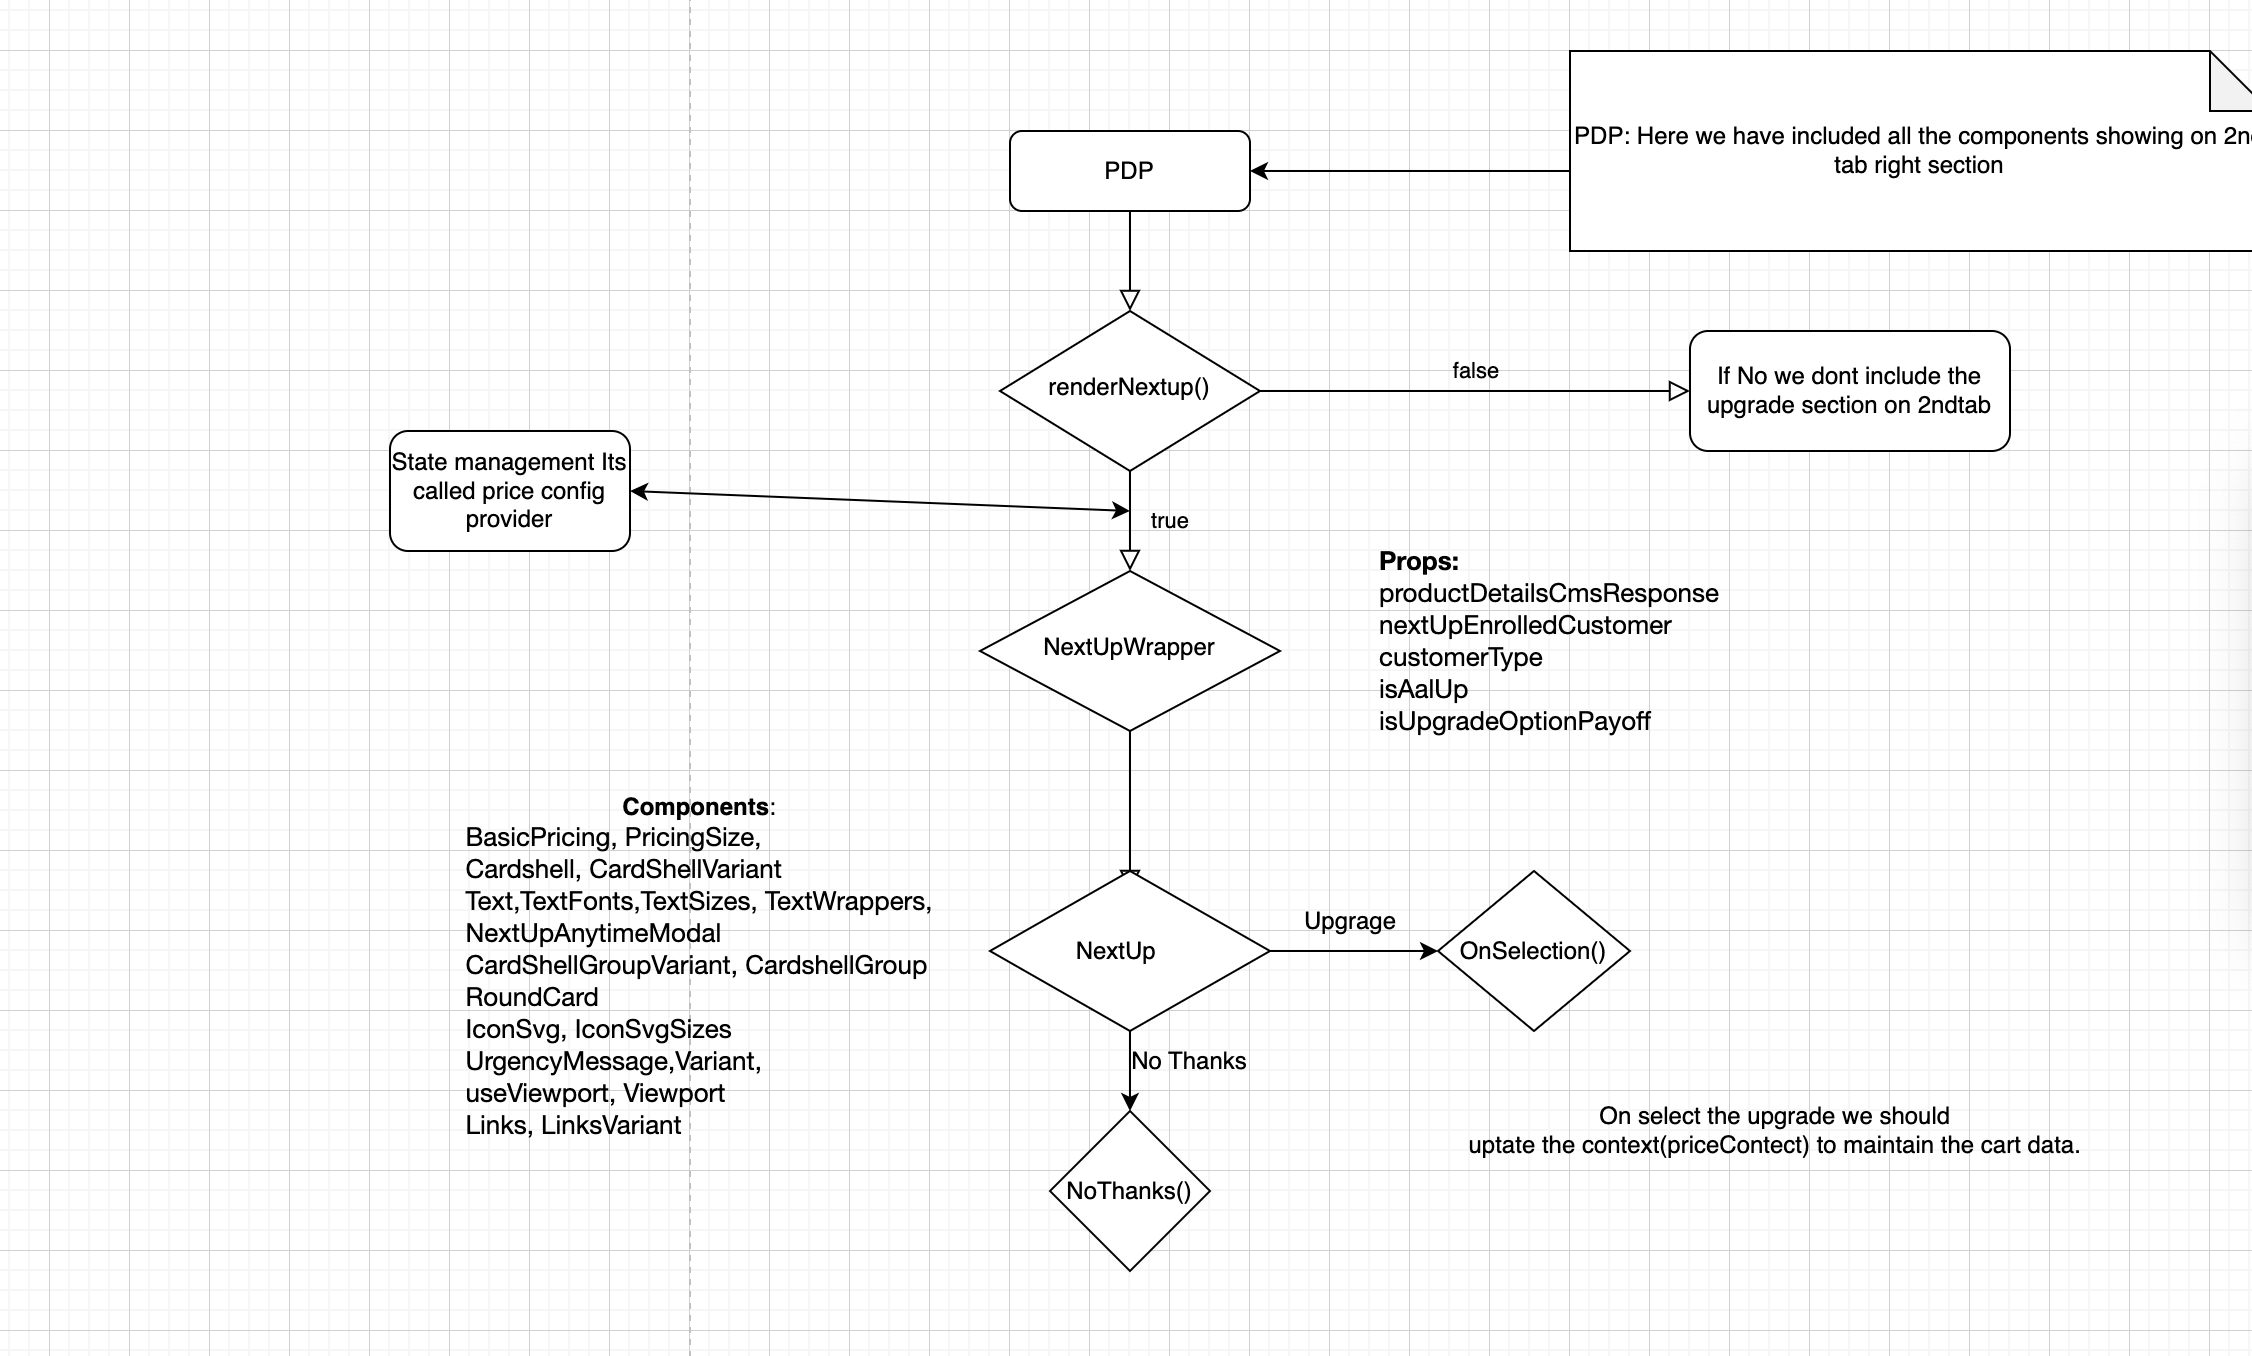 PDP: Here we have included all the components showing on 2n
tab right section
PDP
renderNextup()
false
If No we dont include the
upgrade section on 2ndtab
State management Its
called price config
provider
true
NextUpWrapper
Props:
productDetailsCmsResponse
nextUpEnrolledCustomer
customerType
isAalUp
isUpgradeOptionPayoff
Components:
BasicPricing, PricingSize,
Cardshell, CardShellVariant
Text,TextFonts,TextSizes, TextWrappers,
NextUpAnytimeModal
CardShellGroupVariant, CardshellGroup
RoundCard
IconSvg, IconSvgSizes
UrgencyMessage,Variant,
useViewport, Viewport
Links, LinksVariant
NextUp
Upgrage
OnSelection()
No Thanks
NoThanks()
On select the upgrade we should
uptate the context(priceContect) to maintain the cart data.